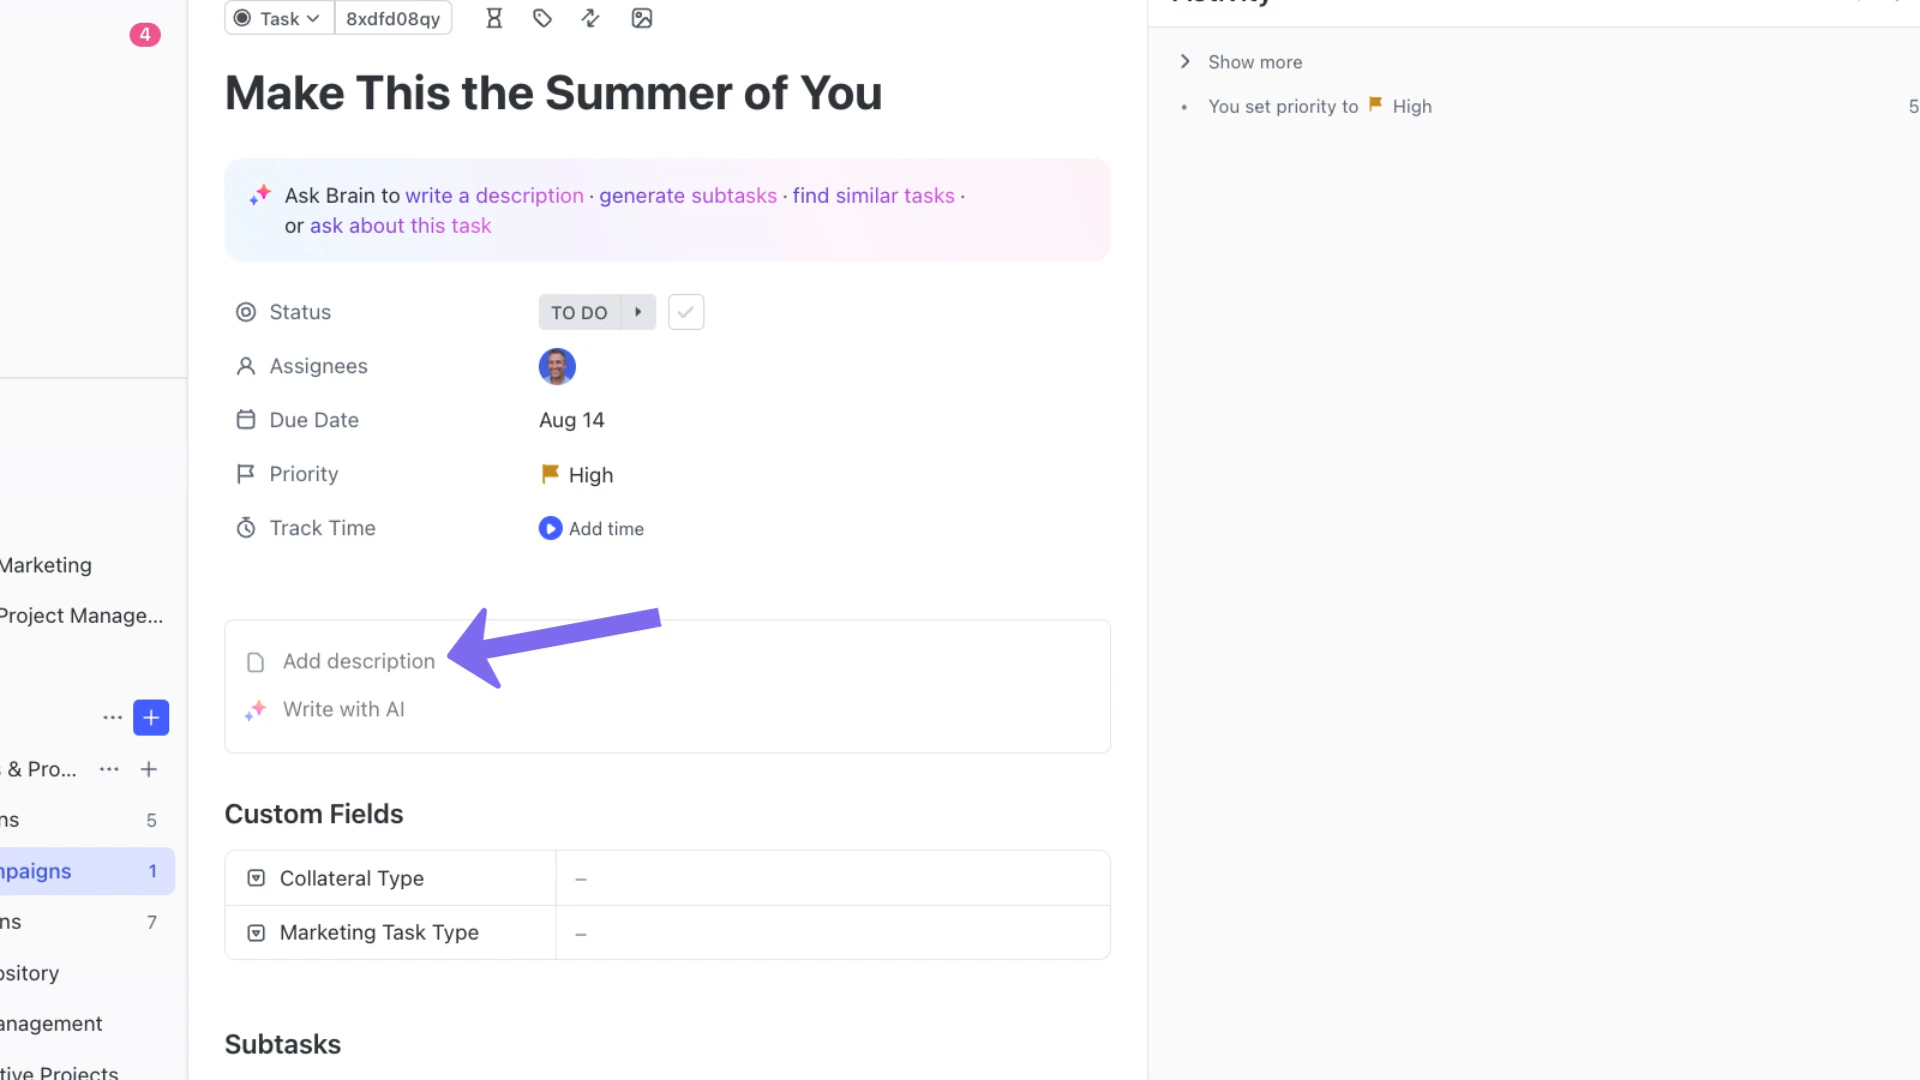 4
Marketing
Project Manage...
& Pro...
ns 5
mpaigns 1
ns 7
ository
anagement
tive Projects
Task 8xdfd08qy
Make This the Summer of You
Ask Brain to write a description · generate subtasks · find similar tasks ·
or ask about this task
Status TO DO
Assignees
Due Date Aug 14
Priority High
Track Time Add time
Add description
Write with AI
Custom Fields
Collateral Type –
Marketing Task Type –
Subtasks
Activity
Show more
• You set priority to High 5